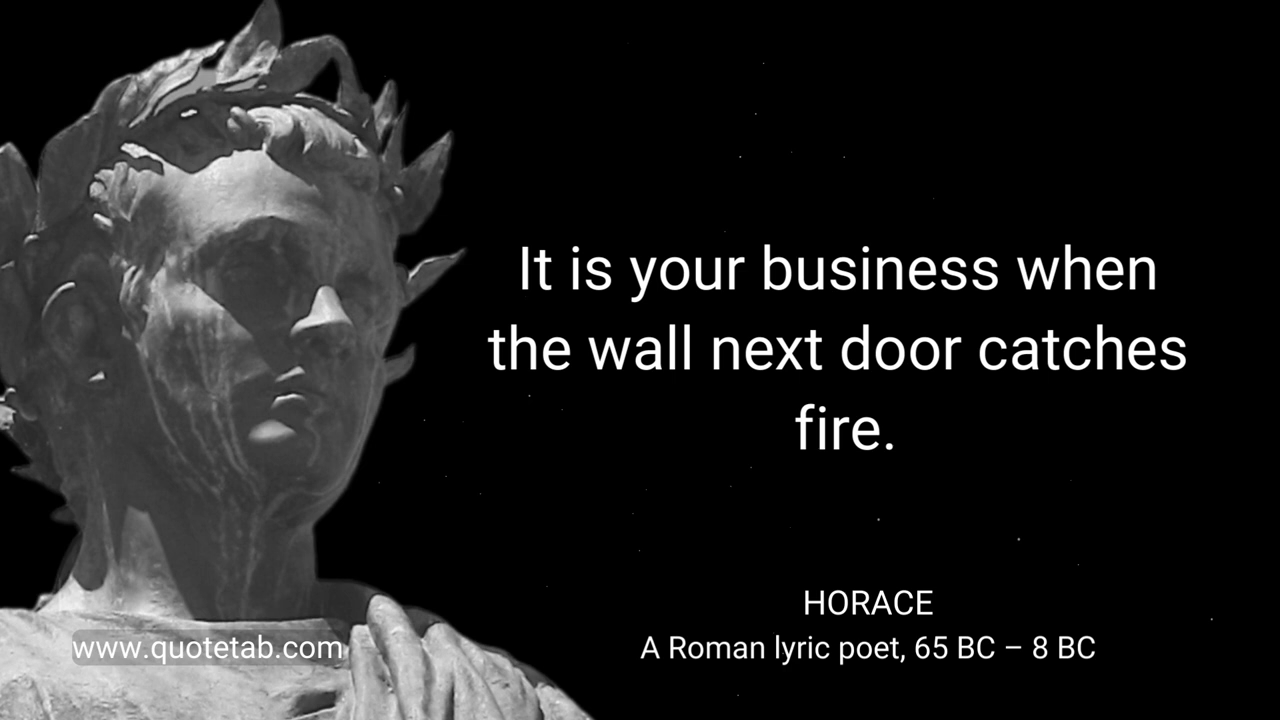 It is your business when
the wall next door catches
fire.
HORACE
A Roman lyric poet, 65 BC – 8 BC
www.quotetab.com